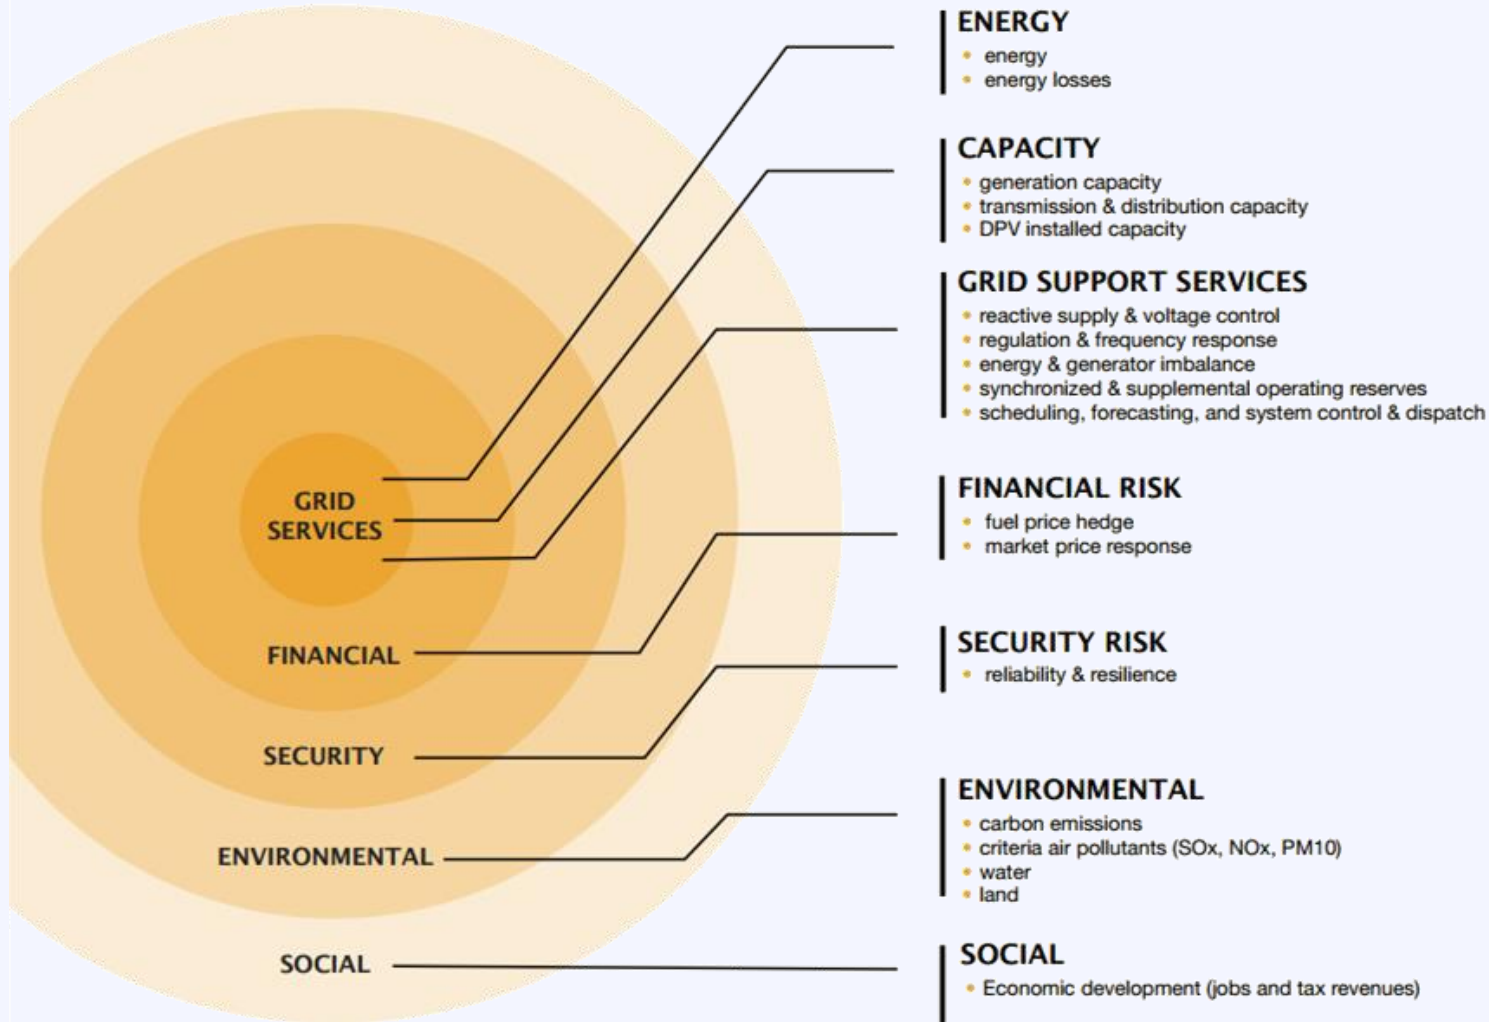 ENERGY
• energy
• energy losses
CAPACITY
• generation capacity
• transmission & distribution capacity
• DPV installed capacity
GRID SUPPORT SERVICES
• reactive supply & voltage control
• regulation & frequency response
• energy & generator imbalance
• synchronized & supplemental operating reserves
• scheduling, forecasting, and system control & dispatch
GRID
SERVICES
FINANCIAL RISK
• fuel price hedge
• market price response
FINANCIAL
SECURITY RISK
• reliability & resilience
SECURITY
ENVIRONMENTAL
• carbon emissions
• criteria air pollutants (SOx, NOx, PM10)
• water
• land
ENVIRONMENTAL
SOCIAL
• Economic development (jobs and tax revenues)
SOCIAL